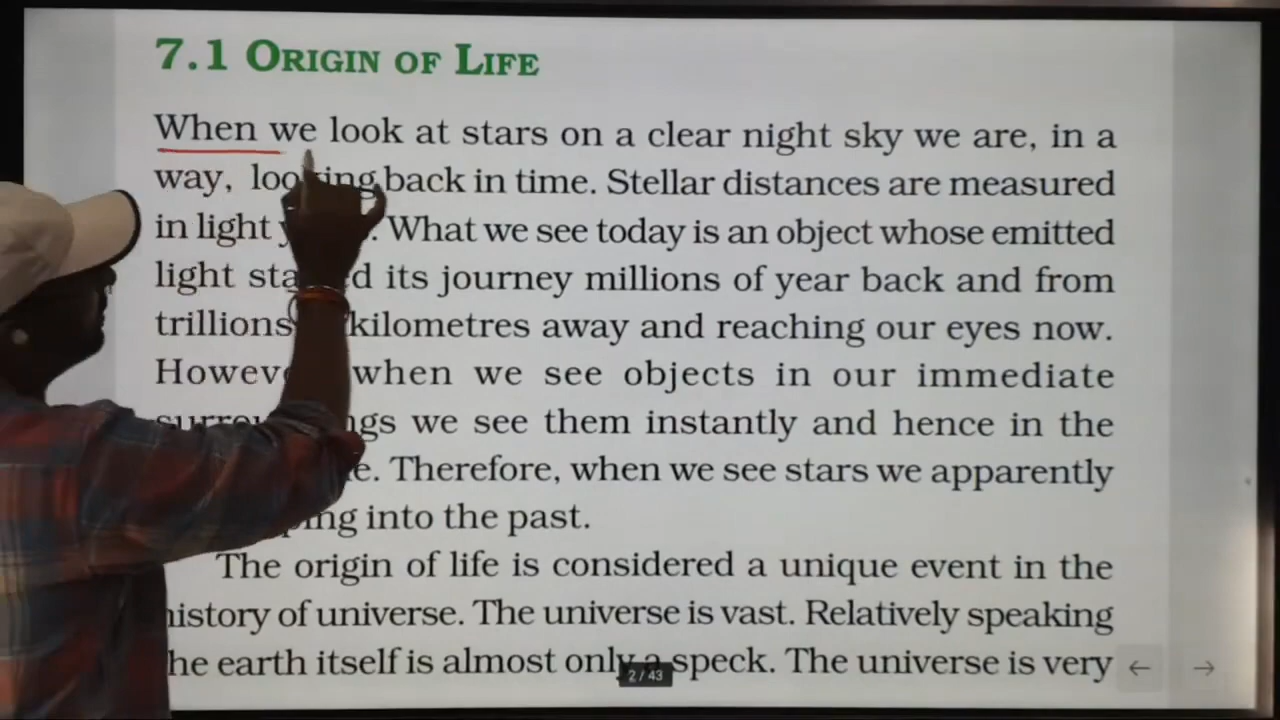 7.1 ORIGIN OF LIFE
When we look at stars on a clear night sky we are, in a
way, looking back in time. Stellar distances are measured
in light What we see today is an object whose emitted
light its journey millions of year back and from
trillions kilometres away and reaching our eyes now.
when we see objects in our immediate
we see them instantly and hence in the
Therefore, when we see stars we apparently
into the past.
The origin of life is considered a unique event in the
history of universe. The universe is vast. Relatively speaking
the earth itself is almost only a speck. The universe is very
2 / 43
← →